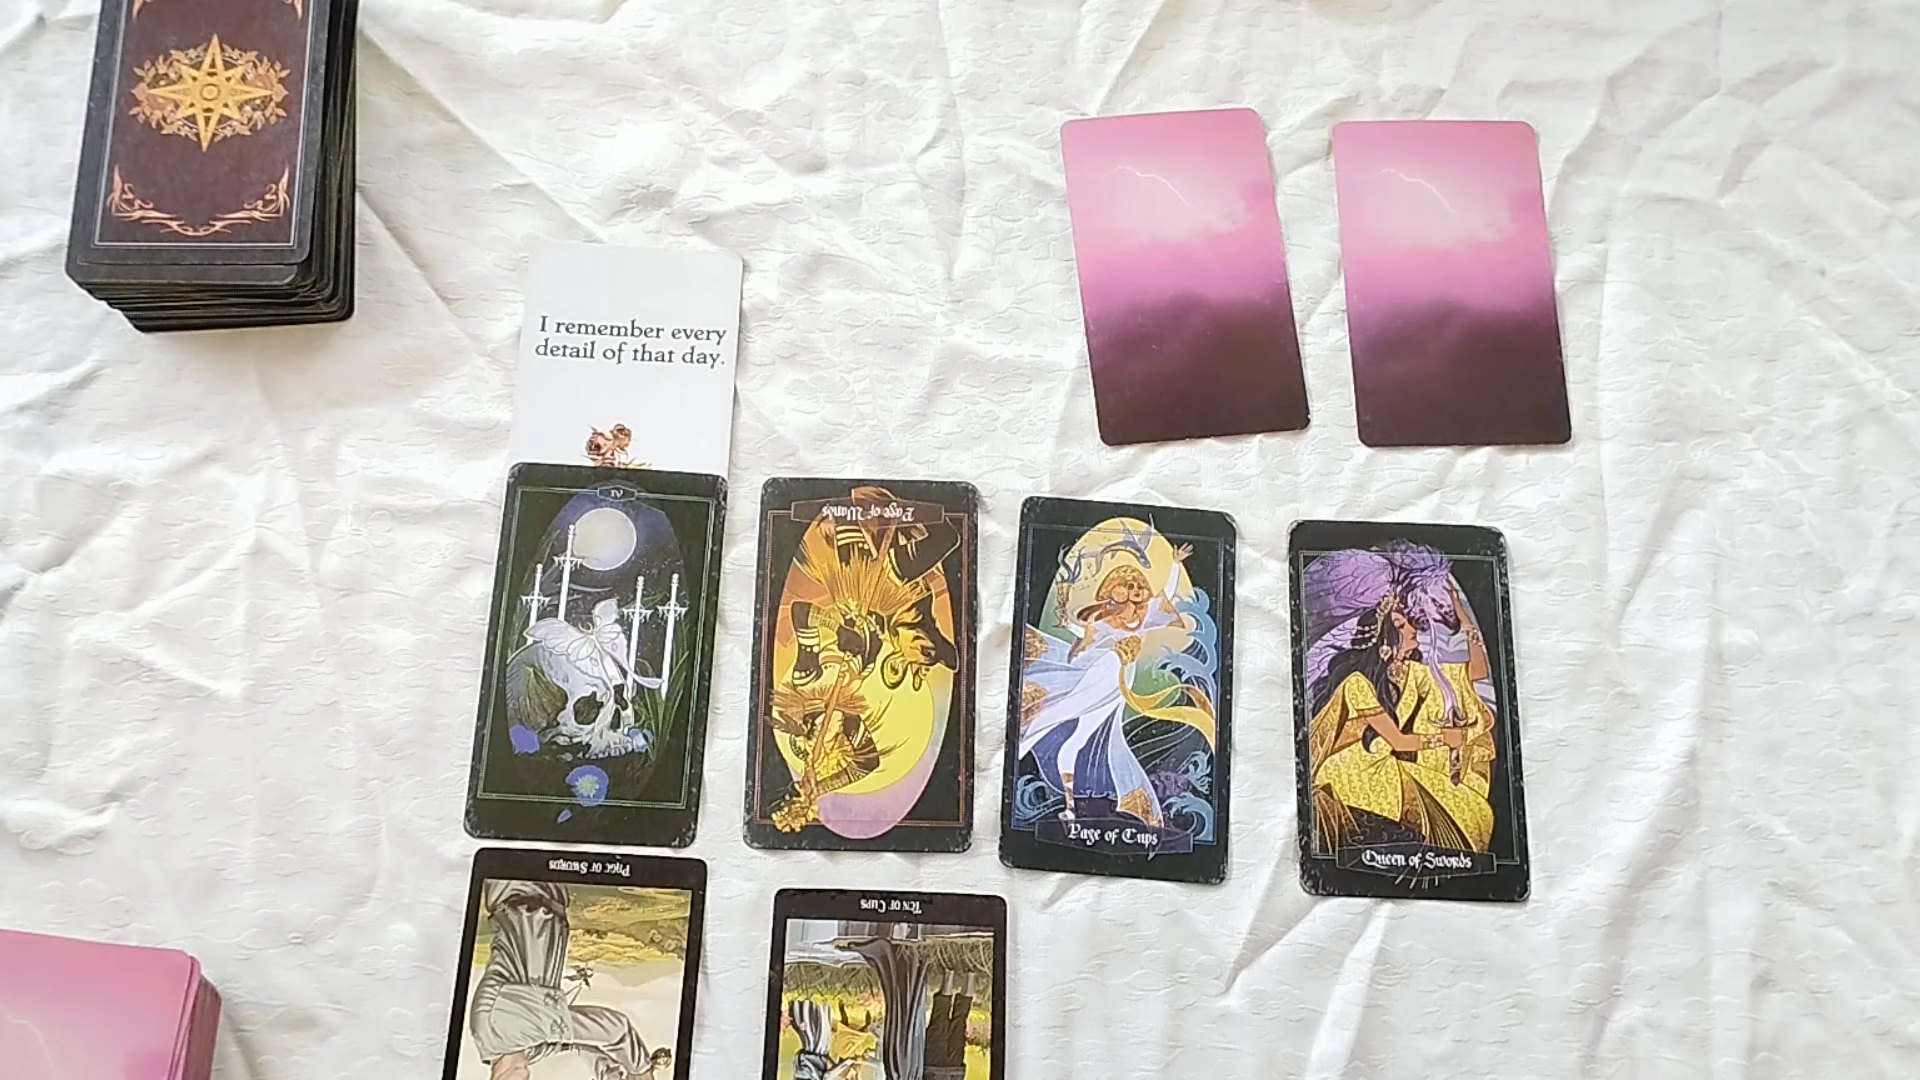 I remember every
detail of that day.
IV
Page of Wands
Page of Cups
Queen of Swords
Page of Swords
Ten of Cups